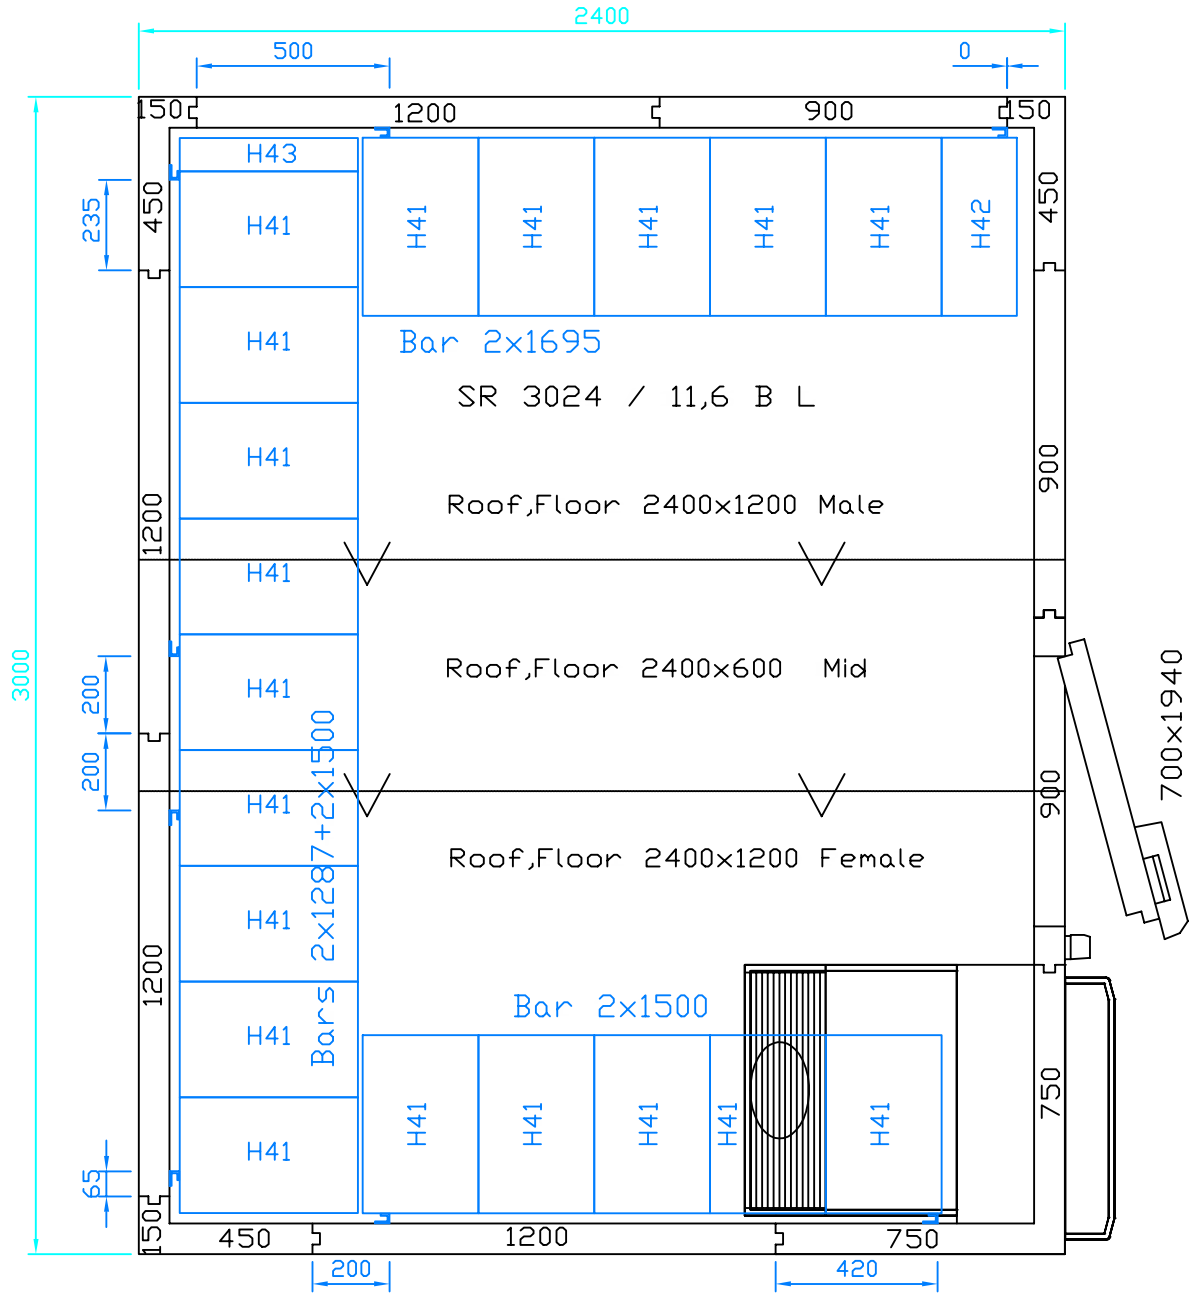 2400
500
0
150
1200
900
150
H43
450
235
H41
H41
H41
H41
H41
H41
H42
450
H41
Bar 2x1695
SR 3024 / 11,6 B L
H41
900
1200
Roof,Floor 2400x1200 Male
H41
3000
200
H41
Roof,Floor 2400x600 Mid
700x1940
200
H41
Bars 2x1287+2x1500
900
Roof,Floor 2400x1200 Female
H41
1200
Bar 2x1500
H41
750
H41
H41
H41
H41
H41
H41
65
150
450
1200
750
200
420